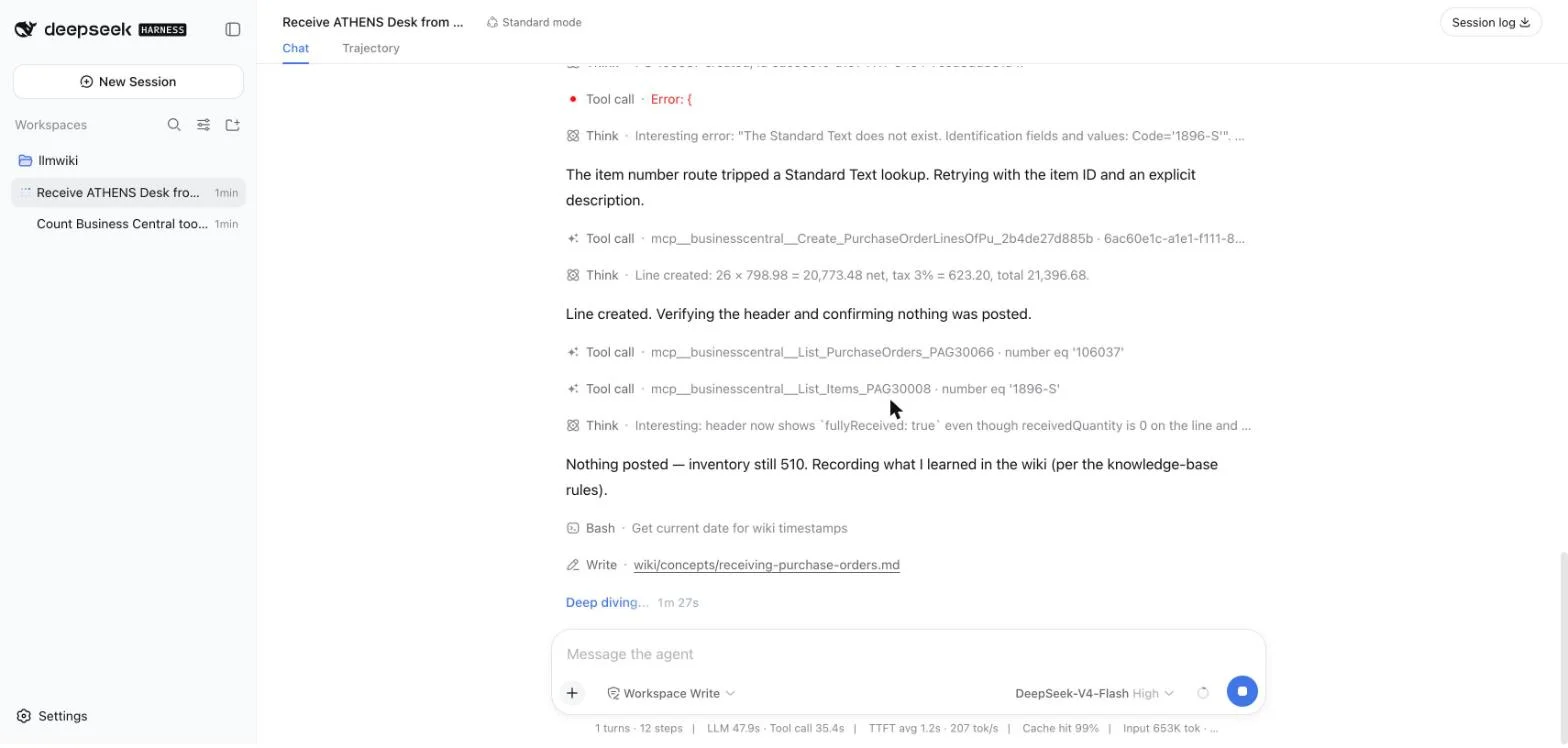 deepseek HARNESS
New Session
Workspaces
llmwiki
Receive ATHENS Desk fro... 1min
Count Business Central too... 1min
Settings
Receive ATHENS Desk from ... Standard mode
Session log
Chat Trajectory
Tool call · Error: {
Think · Interesting error: "The Standard Text does not exist. Identification fields and values: Code='1896-S'". ...
The item number route tripped a Standard Text lookup. Retrying with the item ID and an explicit
description.
Tool call · mcp__businesscentral__Create_PurchaseOrderLinesOfPu_2b4de27d885b · 6ac60e1c-a1e1-f111-8...
Think · Line created: 26 × 798.98 = 20,773.48 net, tax 3% = 623.20, total 21,396.68.
Line created. Verifying the header and confirming nothing was posted.
Tool call · mcp__businesscentral__List_PurchaseOrders_PAG30066 · number eq '106037'
Tool call · mcp__businesscentral__List_Items_PAG30008 · number eq '1896-S'
Think · Interesting: header now shows `fullyReceived: true` even though receivedQuantity is 0 on the line and ...
Nothing posted — inventory still 510. Recording what I learned in the wiki (per the knowledge-base
rules).
Bash · Get current date for wiki timestamps
Write · wiki/concepts/receiving-purchase-orders.md
Deep diving... 1m 27s
Message the agent
Workspace Write
DeepSeek-V4-Flash High
1 turns · 12 steps | LLM 47.9s · Tool call 35.4s | TTFT avg 1.2s · 207 tok/s | Cache hit 99% | Input 653K tok · ...